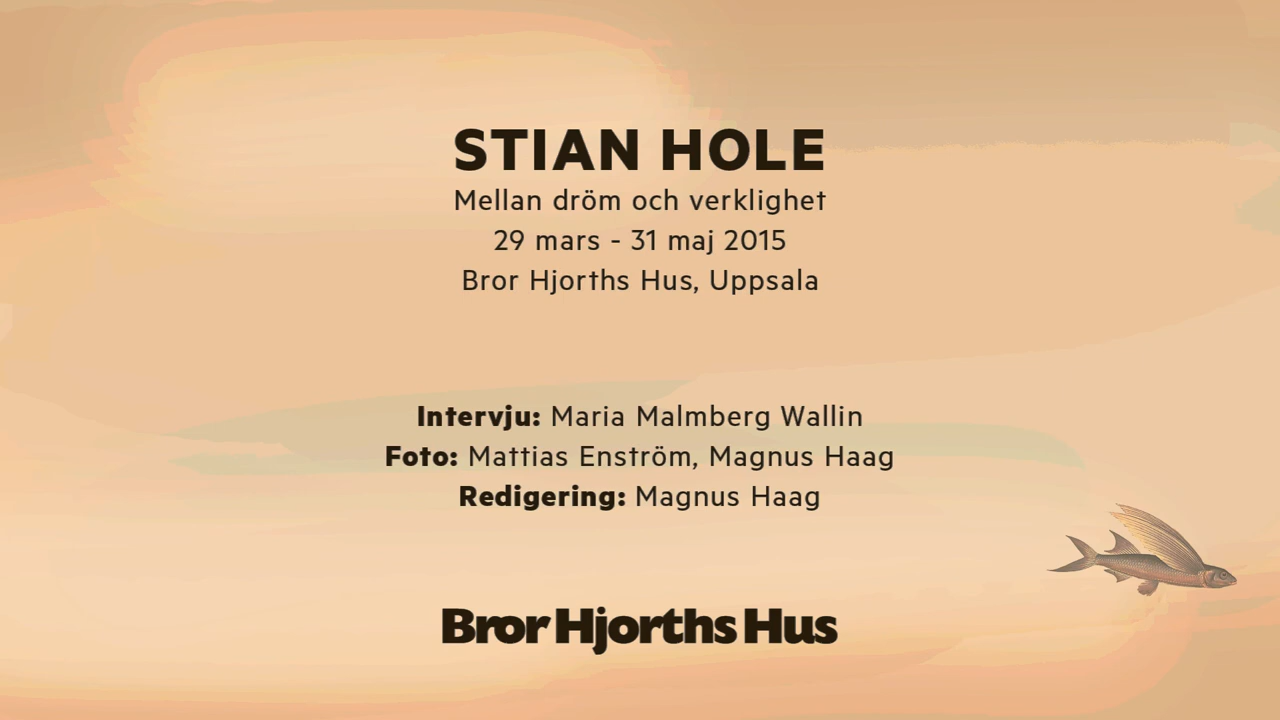 STIAN HOLE
Mellan dröm och verklighet
29 mars - 31 maj 2015
Bror Hjorths Hus, Uppsala
Intervju: Maria Malmberg Wallin
Foto: Mattias Enström, Magnus Haag
Redigering: Magnus Haag
Bror Hjorths Hus